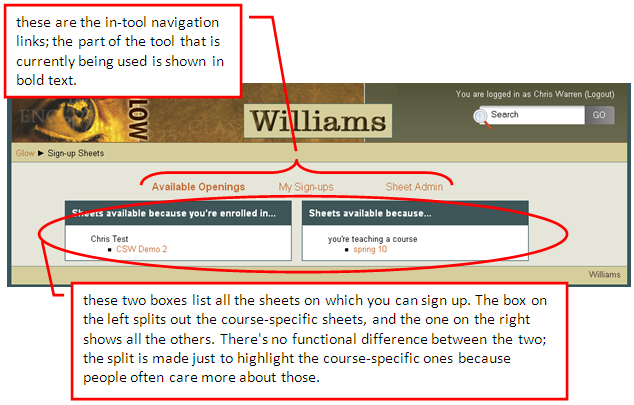 these are the in-tool navigation
links; the part of the tool that is
currently being used is shown in
bold text.
You are logged in as Chris Warren (Logout)
LOW
Williams
Search
GO
Glow ► Sign-up Sheets
Available Openings
My Sign-ups
Sheet Admin
Sheets available because you're enrolled in...
Sheets available because...
Chris Test
CSW Demo 2
you're teaching a course
spring 10
Williams
these two boxes list all the sheets on which you can sign up. The box on
the left splits out the course-specific sheets, and the one on the right
shows all the others. There's no functional difference between the two;
the split is made just to highlight the course-specific ones because
people often care more about those.